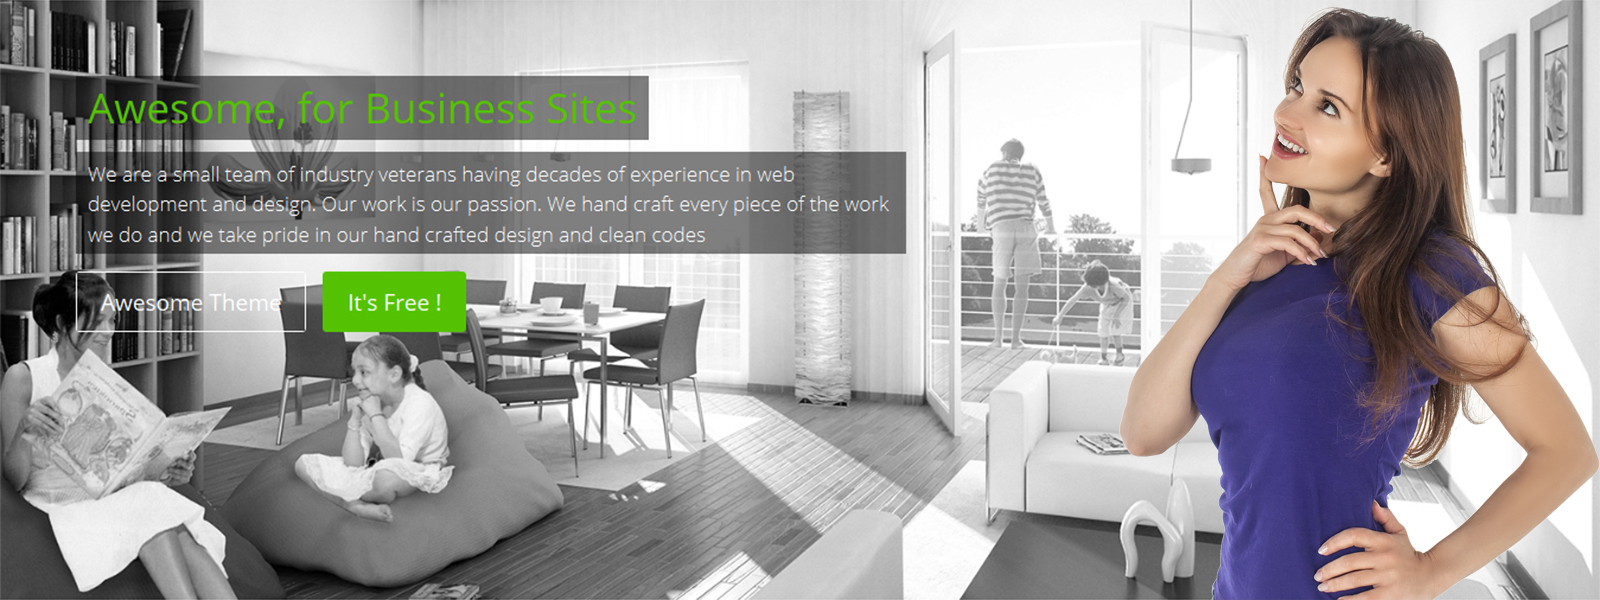 Awesome, for Business Sites
We are a small team of industry veterans having decades of experience in web
development and design. Our work is our passion. We hand craft every piece of the work
we do and we take pride in our hand crafted design and clean codes
Awesome Theme
It's Free !